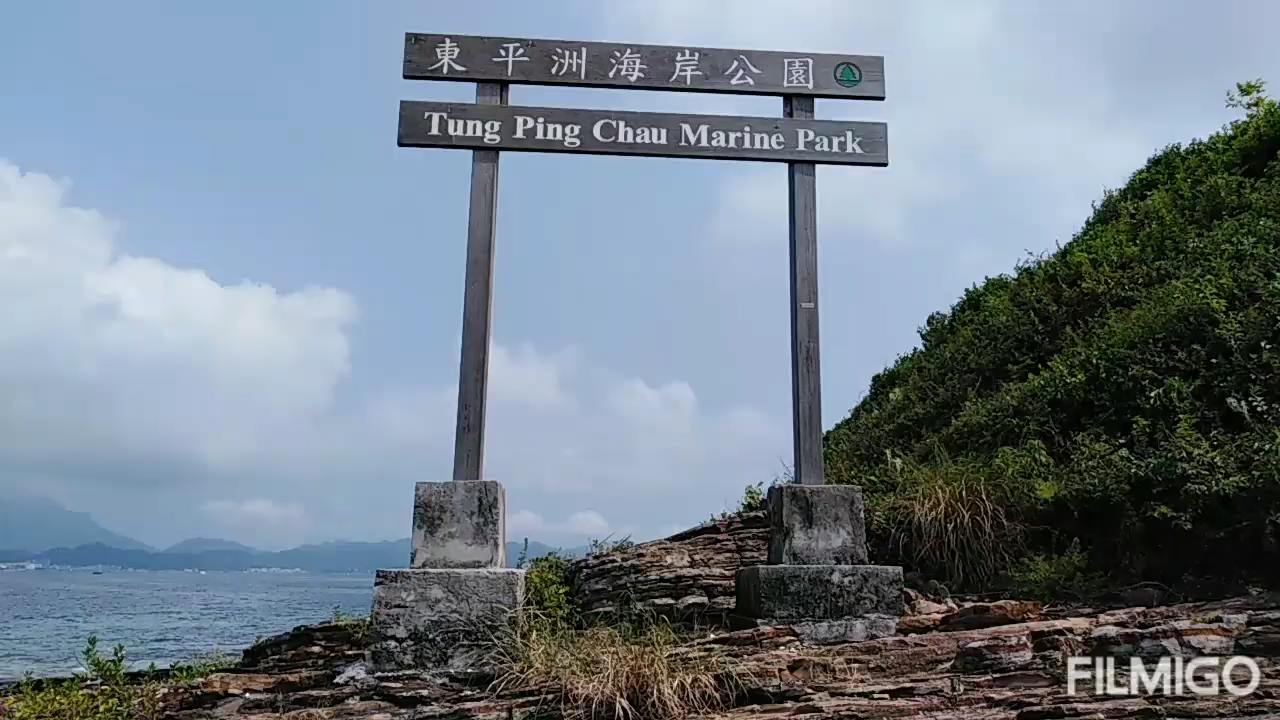 東平洲海岸公園
Tung Ping Chau Marine Park
FILMIGO